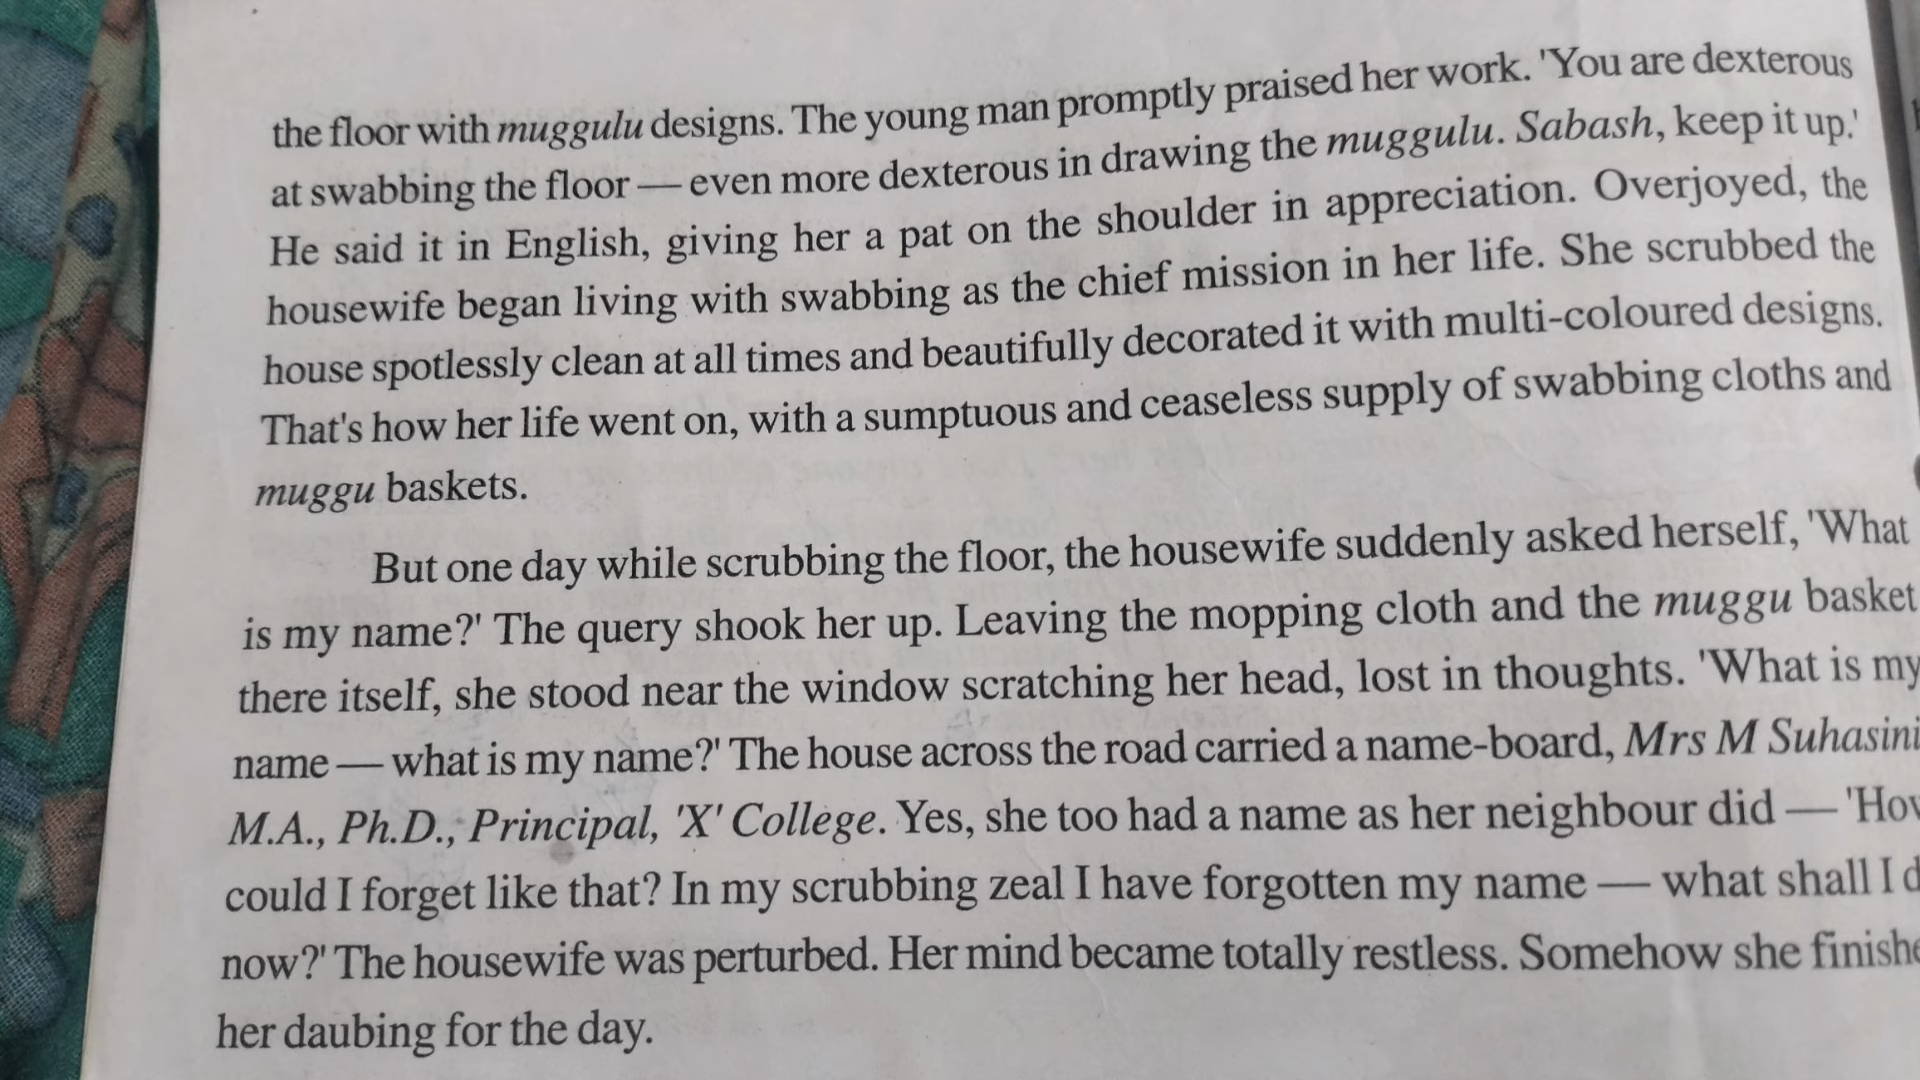 the floor with muggulu designs. The young man promptly praised her work. 'You are dexterous
at swabbing the floor — even more dexterous in drawing the muggulu. Sabash, keep it up.'
He said it in English, giving her a pat on the shoulder in appreciation. Overjoyed, the
housewife began living with swabbing as the chief mission in her life. She scrubbed the
house spotlessly clean at all times and beautifully decorated it with multi-coloured designs.
That's how her life went on, with a sumptuous and ceaseless supply of swabbing cloths and
muggu baskets.
But one day while scrubbing the floor, the housewife suddenly asked herself, 'What
is my name?' The query shook her up. Leaving the mopping cloth and the muggu basket
there itself, she stood near the window scratching her head, lost in thoughts. 'What is my
name — what is my name?' The house across the road carried a name-board, Mrs M Suhasini
M.A., Ph.D., Principal, 'X' College. Yes, she too had a name as her neighbour did —
could I forget like that? In my scrubbing zeal I have forgotten my name — what shall I
now?' The housewife was perturbed. Her mind became totally restless. Somehow she
her daubing for the day.